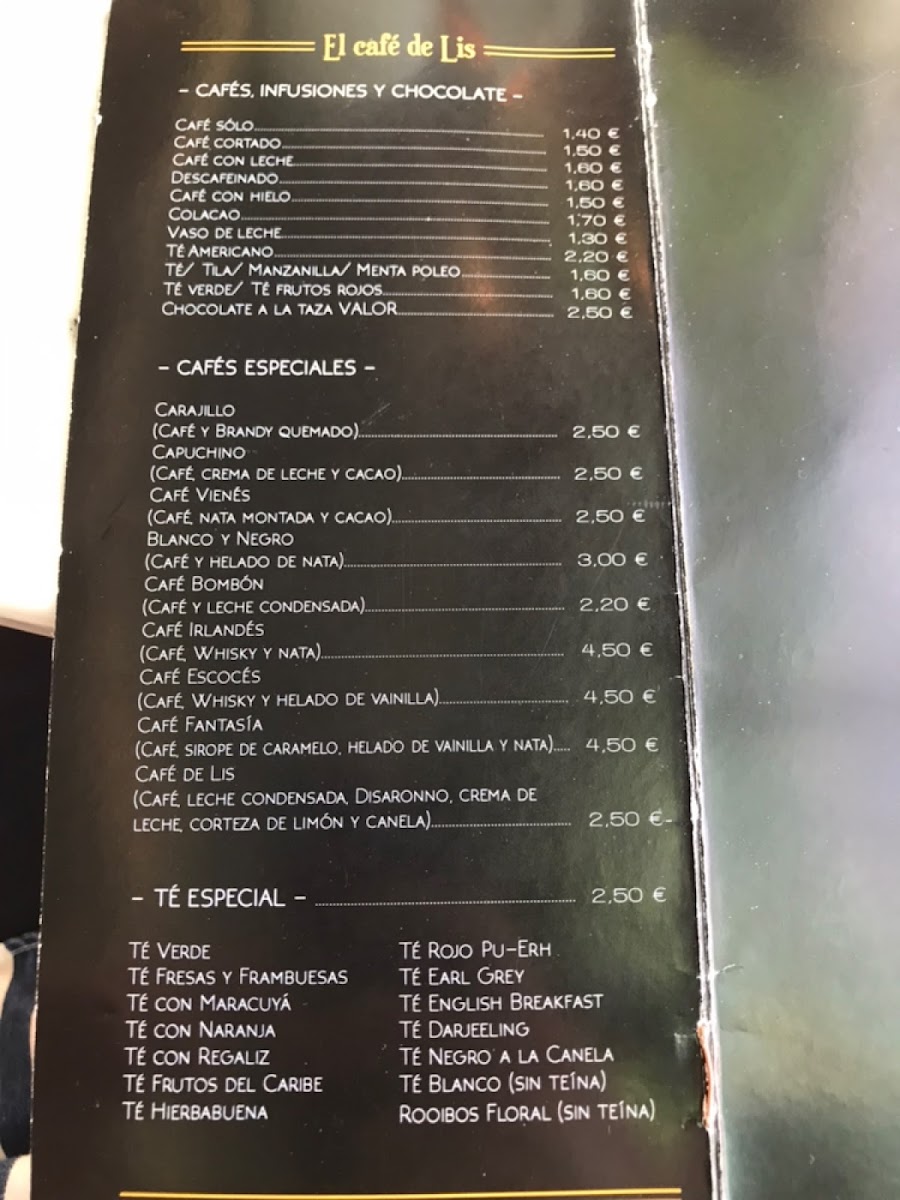 El café de Lis
- CAFÉS, INFUSIONES Y CHOCOLATE -
CAFÉ SÓLO 1,40 €
CAFÉ CORTADO 1,50 €
CAFÉ CON LECHE 1,60 €
DESCAFEINADO 1,60 €
CAFÉ CON HIELO 1,50 €
COLACAO 1,70 €
VASO DE LECHE 1,30 €
TÉ AMERICANO 2,20 €
TÉ/ TILA/ MANZANILLA/ MENTA POLEO 1,60 €
TÉ VERDE/ TÉ FRUTOS ROJOS 1,60 €
CHOCOLATE A LA TAZA VALOR 2,50 €
- CAFÉS ESPECIALES -
CARAJILLO
(CAFÉ Y BRANDY QUEMADO) 2,50 €
CAPUCHINO
(CAFÉ, CREMA DE LECHE Y CACAO) 2,50 €
CAFÉ VIENÉS
(CAFÉ, NATA MONTADA Y CACAO) 2,50 €
BLANCO Y NEGRO
(CAFÉ Y HELADO DE NATA) 3,00 €
CAFÉ BOMBÓN
(CAFÉ Y LECHE CONDENSADA) 2,20 €
CAFÉ IRLANDÉS
(CAFÉ, WHISKY Y NATA) 4,50 €
CAFÉ ESCOCÉS
(CAFÉ, WHISKY Y HELADO DE VAINILLA) 4,50 €
CAFÉ FANTASÍA
(CAFÉ, SIROPE DE CARAMELO, HELADO DE VAINILLA Y NATA) 4,50 €
CAFÉ DE LIS
(CAFÉ, LECHE CONDENSADA, DISARONNO, CREMA DE
LECHE, CORTEZA DE LIMÓN Y CANELA) 2,50 €
- TÉ ESPECIAL - 2,50 €
TÉ VERDE
TÉ FRESAS Y FRAMBUESAS
TÉ CON MARACUYÁ
TÉ CON NARANJA
TÉ CON REGALIZ
TÉ FRUTOS DEL CARIBE
TÉ HIERBABUENA
TÉ ROJO PU-ERH
TÉ EARL GREY
TÉ ENGLISH BREAKFAST
TÉ DARJEELING
TÉ NEGRO A LA CANELA
TÉ BLANCO (SIN TEÍNA)
ROOIBOS FLORAL (SIN TEÍNA)